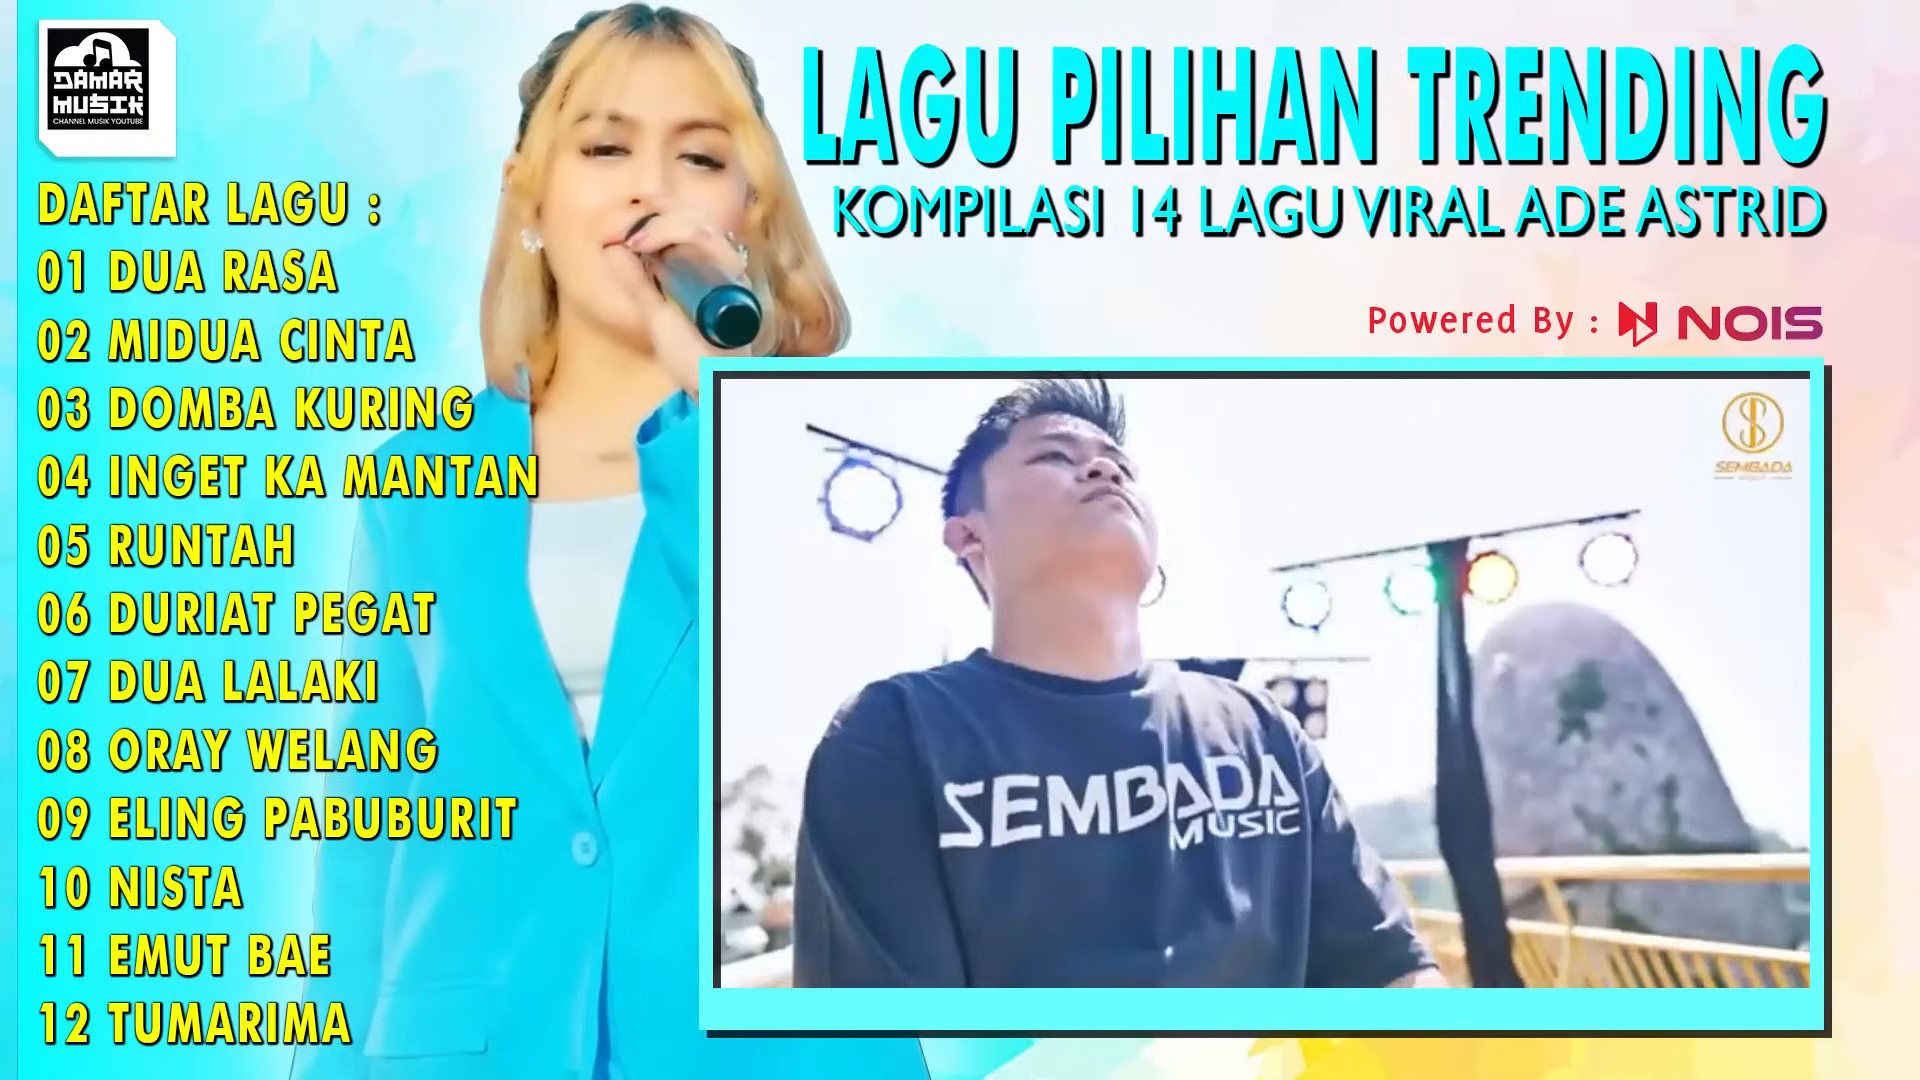 DAMAR
MUSIK
CHANNEL MUSIK YOUTUBE
LAGU PILIHAN TRENDING
KOMPILASI 14 LAGU VIRAL ADE ASTRID
Powered By : NOIS
DAFTAR LAGU :
01 DUA RASA
02 MIDUA CINTA
03 DOMBA KURING
04 INGET KA MANTAN
05 RUNTAH
06 DURIAT PEGAT
07 DUA LALAKI
08 ORAY WELANG
09 ELING PABUBURIT
10 NISTA
11 EMUT BAE
12 TUMARIMA
SEMBADA
SEMBADA
MUSIC